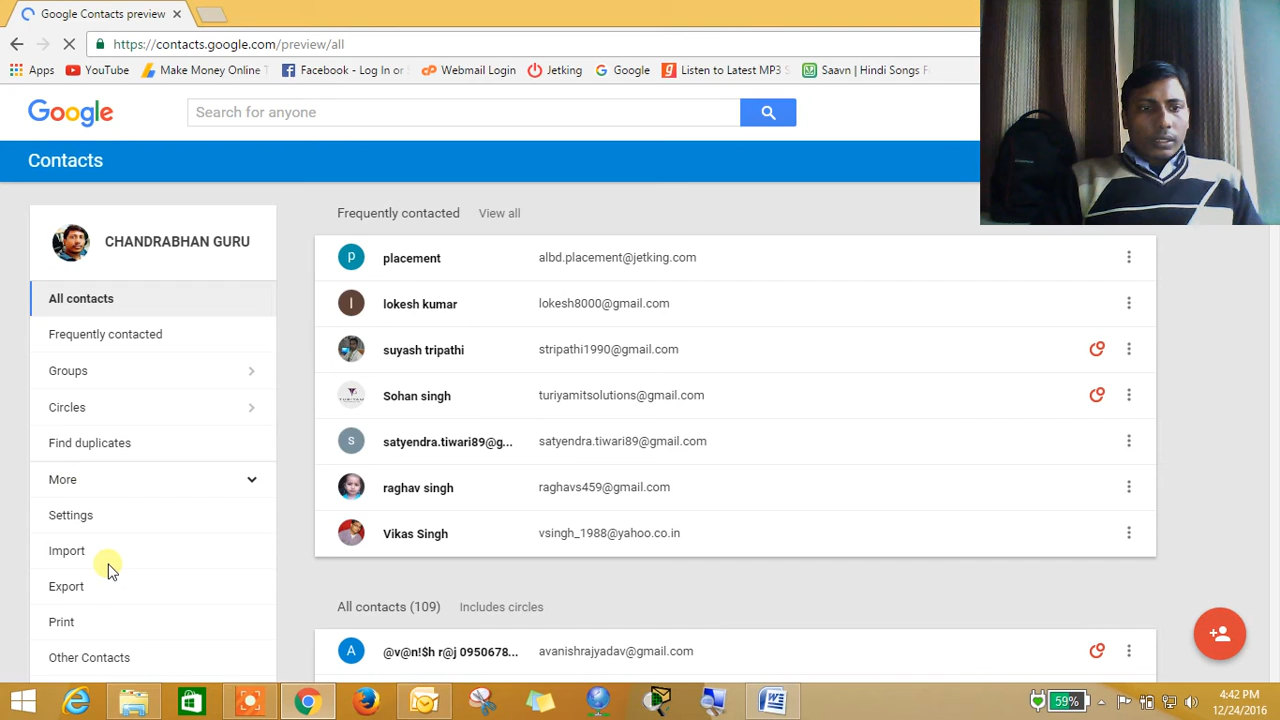 Google Contacts preview
https://contacts.google.com/preview/all
Apps YouTube Make Money Online T Facebook - Log In or Webmail Login Jetking Google Listen to Latest MP3 S Saavn | Hindi Songs F
Google Search for anyone
Contacts
CHANDRABHAN GURU
All contacts
Frequently contacted
Groups
Circles
Find duplicates
More
Settings
Import
Export
Print
Other Contacts
Frequently contacted View all
p placement albd.placement@jetking.com
l lokesh kumar lokesh8000@gmail.com
suyash tripathi stripathi1990@gmail.com
Sohan singh turiyamitsolutions@gmail.com
s satyendra.tiwari89@g... satyendra.tiwari89@gmail.com
raghav singh raghavs459@gmail.com
Vikas Singh vsingh_1988@yahoo.co.in
All contacts (109) Includes circles
A @v@n!$h r@j 0950678... avanishrajyadav@gmail.com
59%
4:42 PM
12/24/2016